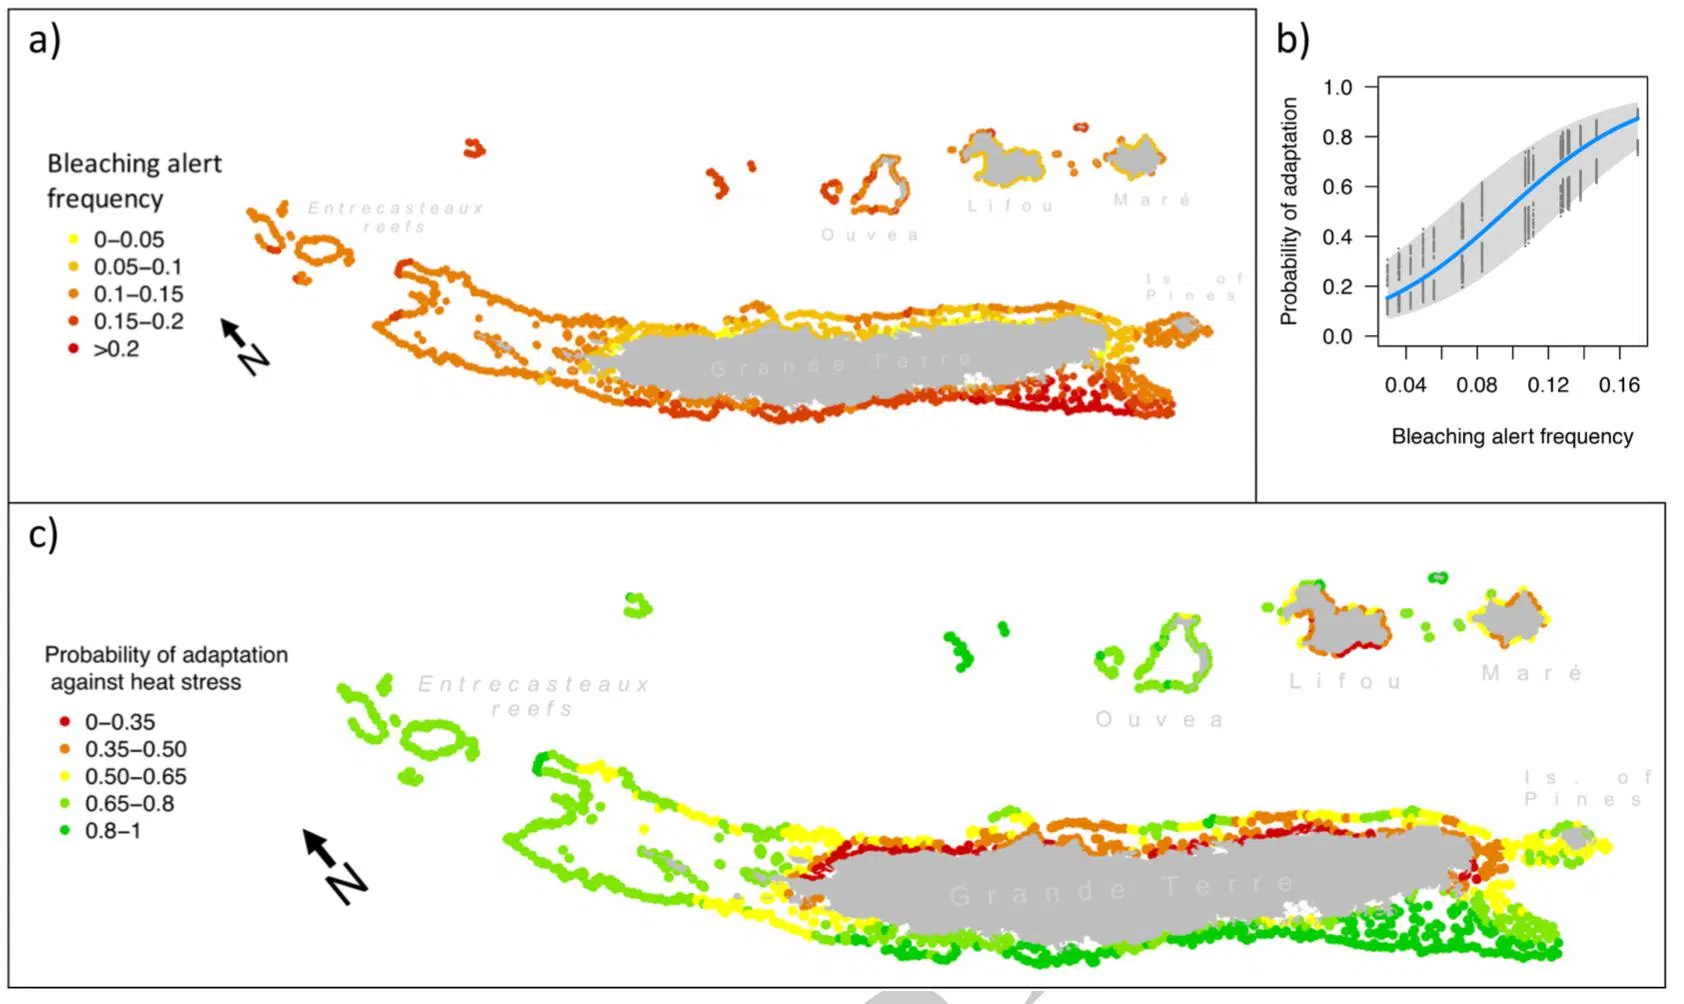 a)
Bleaching alert
frequency
0–0.05
0.05–0.1
0.1–0.15
0.15–0.2
>0.2
N
Entrecasteaux
reefs
Ouvea
Lifou
Maré
Is. of
Pines
Grande Terre
b)
Probability of adaptation
1.0
0.8
0.6
0.4
0.2
0.0
0.04
0.08
0.12
0.16
Bleaching alert frequency
c)
Probability of adaptation
against heat stress
0–0.35
0.35–0.50
0.50–0.65
0.65–0.8
0.8–1
N
Entrecasteaux
reefs
Ouvea
Lifou
Maré
Is. of
Pines
Grande Terre